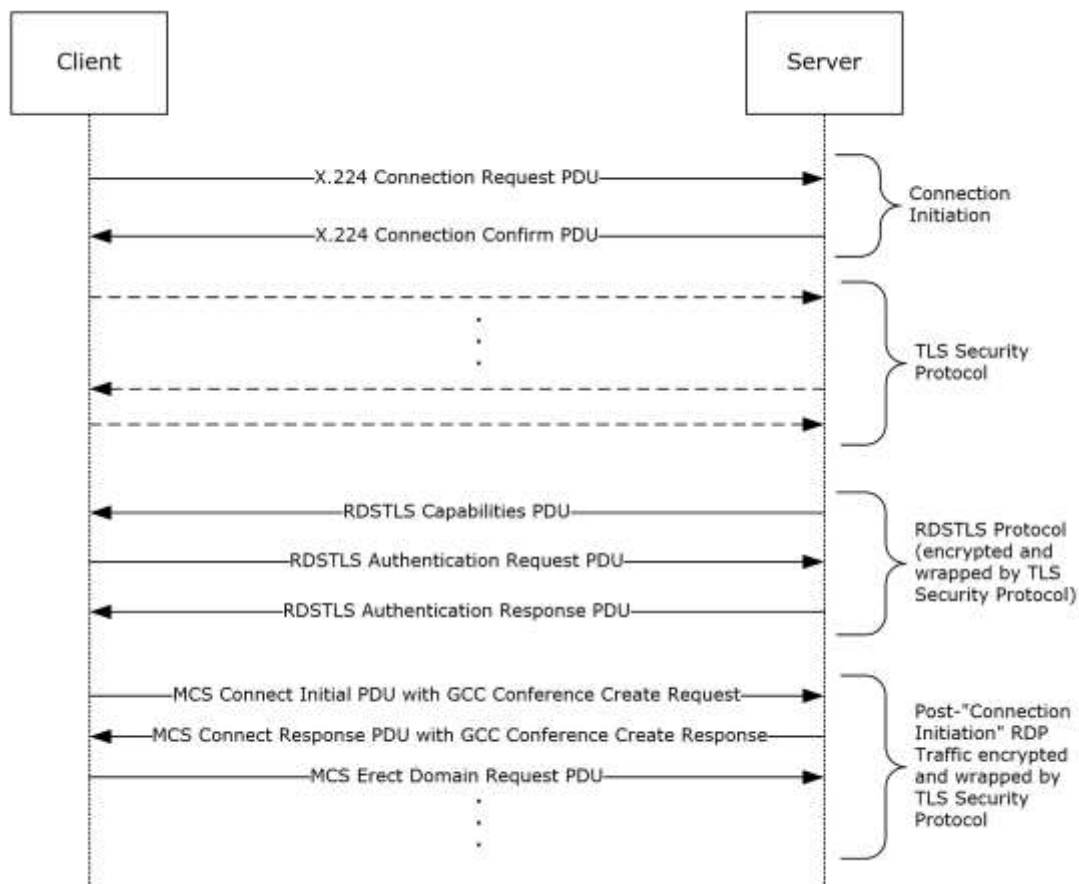 Client
Server
X.224 Connection Request PDU
X.224 Connection Confirm PDU
Connection
Initiation
TLS Security
Protocol
RDSTLS Capabilities PDU
RDSTLS Authentication Request PDU
RDSTLS Authentication Response PDU
RDSTLS Protocol
(encrypted and
wrapped by TLS
Security Protocol)
MCS Connect Initial PDU with GCC Conference Create Request
MCS Connect Response PDU with GCC Conference Create Response
MCS Erect Domain Request PDU
Post-"Connection
Initiation" RDP
Traffic encrypted
and wrapped by
TLS Security
Protocol